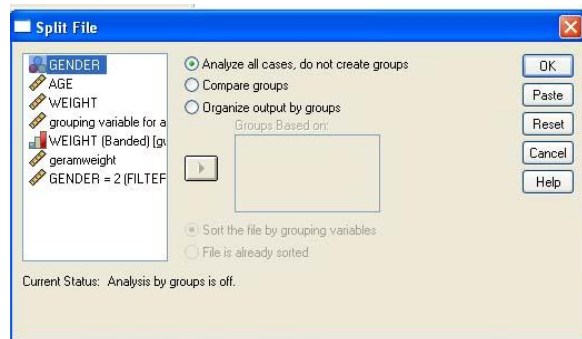 Split File
GENDER
AGE
WEIGHT
grouping variable for a
WEIGHT (Banded) [gu
geramweight
GENDER = 2 (FILTEF
Analyze all cases, do not create groups
Compare groups
Organize output by groups
Groups Based on:
Sort the file by grouping variables
File is already sorted
OK
Paste
Reset
Cancel
Help
Current Status: Analysis by groups is off.